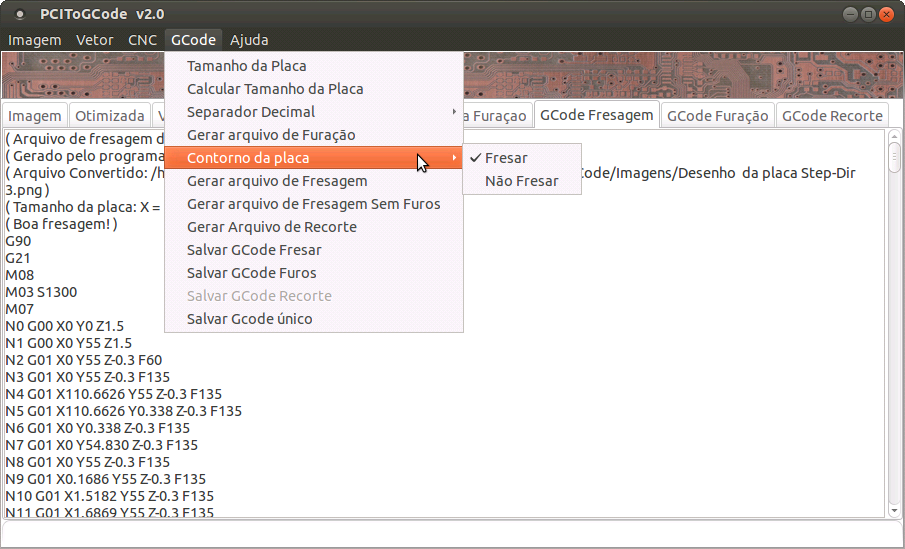 PCIToGCode v2.0
Imagem Vetor CNC GCode Ajuda
Tamanho da Placa
Calcular Tamanho da Placa
Separador Decimal
Gerar arquivo de Furação
Contorno da placa
Gerar arquivo de Fresagem
Gerar arquivo de Fresagem Sem Furos
Gerar Arquivo de Recorte
Salvar GCode Fresar
Salvar GCode Furos
Salvar GCode Recorte
Salvar Gcode único
Fresar
Não Fresar
Imagem Otimizada Furaçao GCode Fresagem GCode Furação GCode Recorte
( Arquivo de fresagem
( Gerado pelo programa
( Arquivo Convertido: Code/Imagens/Desenho da placa Step-Dir
3.png )
( Tamanho da placa: X =
( Boa fresagem! )
G90
G21
M08
M03 S1300
M07
N0 G00 X0 Y0 Z1.5
N1 G00 X0 Y55 Z1.5
N2 G01 X0 Y55 Z-0.3 F60
N3 G01 X0 Y55 Z-0.3 F135
N4 G01 X110.6626 Y55 Z-0.3 F135
N5 G01 X110.6626 Y0.338 Z-0.3 F135
N6 G01 X0 Y0.338 Z-0.3 F135
N7 G01 X0 Y54.830 Z-0.3 F135
N8 G01 X0 Y55 Z-0.3 F135
N9 G01 X0.1686 Y55 Z-0.3 F135
N10 G01 X1.5182 Y55 Z-0.3 F135
N11 G01 X1.6869 Y55 Z-0.3 F135